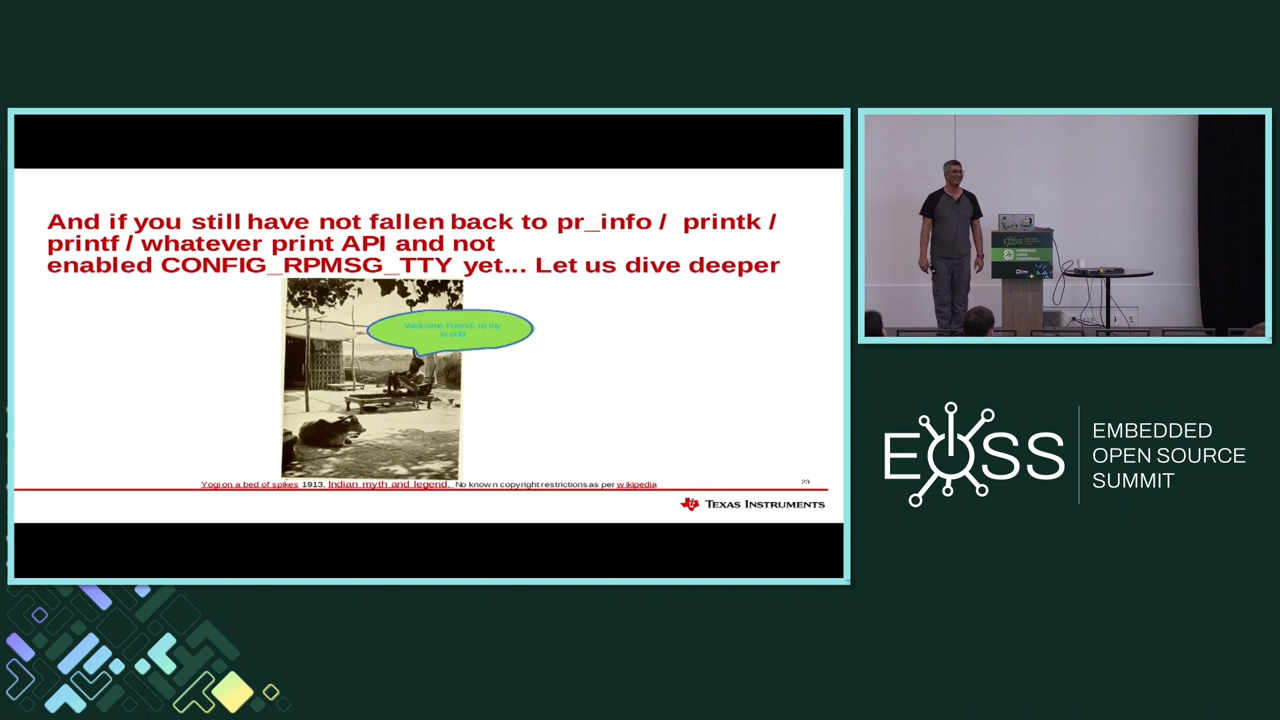 And if you still have not fallen back to pr_info / printk /
printf / whatever print API and not
enabled CONFIG_RPMSG_TTY yet... Let us dive deeper
Welcome Friend, to my
world
Yogi on a bed of spikes 1913, Indian myth and legend. No known copyright restrictions as per wikipedia
23
TEXAS INSTRUMENTS
EOSS
EOSS
EMBEDDED
OPEN SOURCE
SUMMIT